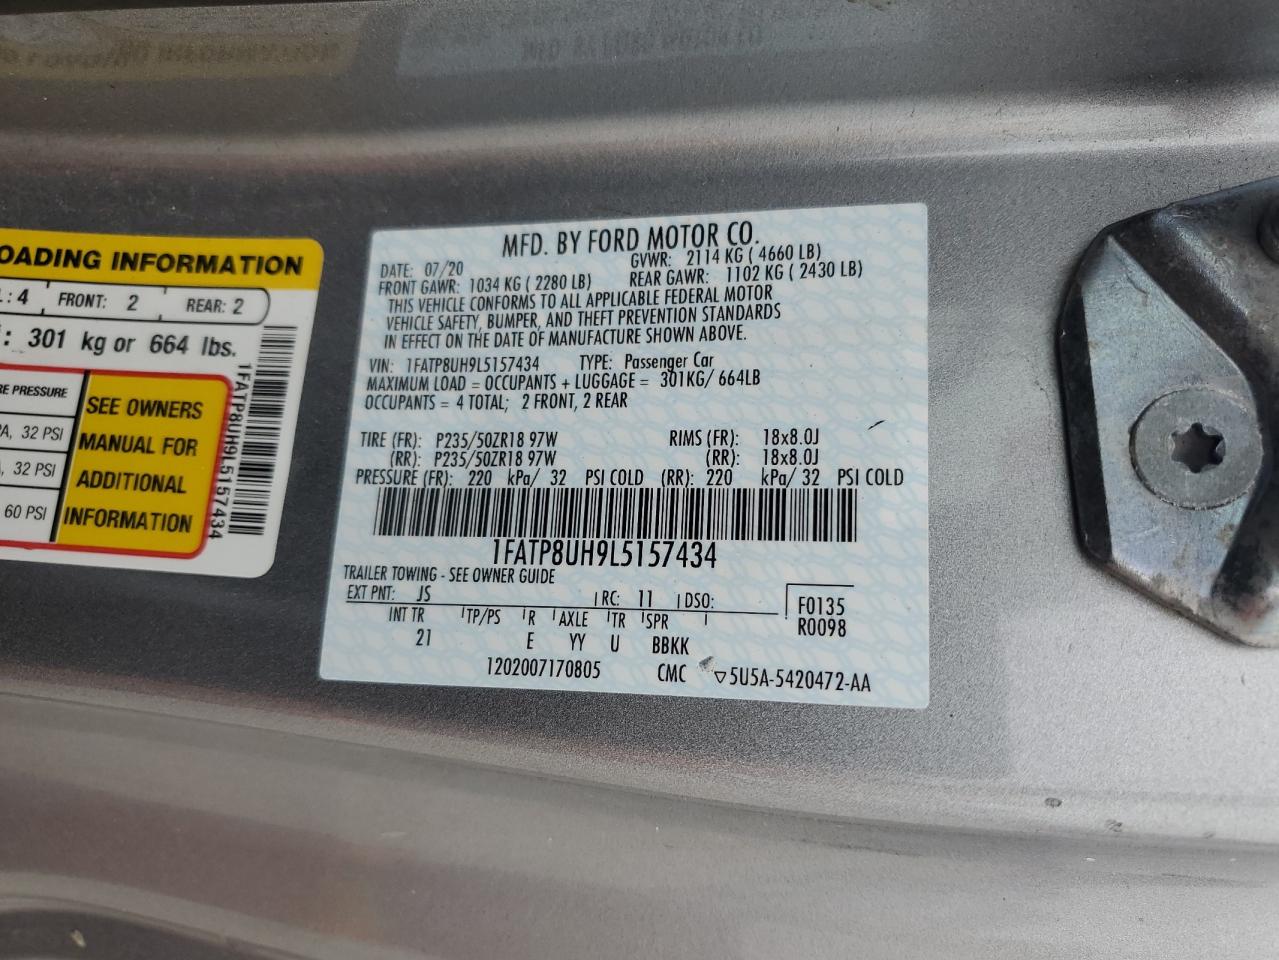 OADING INFORMATION
: 4 FRONT: 2 REAR: 2
: 301 kg or 664 lbs.
RE PRESSURE
A, 32 PSI
, 32 PSI
60 PSI
SEE OWNERS
MANUAL FOR
ADDITIONAL
INFORMATION
1FATP8UH9L5157434
MFD. BY FORD MOTOR CO.
DATE: 07/20 GVWR: 2114 KG ( 4660 LB)
FRONT GAWR: 1034 KG ( 2280 LB) REAR GAWR: 1102 KG ( 2430 LB)
THIS VEHICLE CONFORMS TO ALL APPLICABLE FEDERAL MOTOR
VEHICLE SAFETY, BUMPER, AND THEFT PREVENTION STANDARDS
IN EFFECT ON THE DATE OF MANUFACTURE SHOWN ABOVE.
VIN: 1FATP8UH9L5157434 TYPE: Passenger Car
MAXIMUM LOAD = OCCUPANTS + LUGGAGE = 301KG/ 664LB
OCCUPANTS = 4 TOTAL; 2 FRONT, 2 REAR
TIRE (FR): P235/50ZR18 97W RIMS (FR): 18x8.0J
(RR): P235/50ZR18 97W (RR): 18x8.0J
PRESSURE (FR): 220 kPa/ 32 PSI COLD (RR): 220 kPa/ 32 PSI COLD
1FATP8UH9L5157434
TRAILER TOWING - SEE OWNER GUIDE
EXT PNT: JS RC: 11 DSO: F0135
INT TR TP/PS R AXLE TR SPR R0098
21 E YY U BBKK
1202007170805 CMC ▽5U5A-5420472-AA